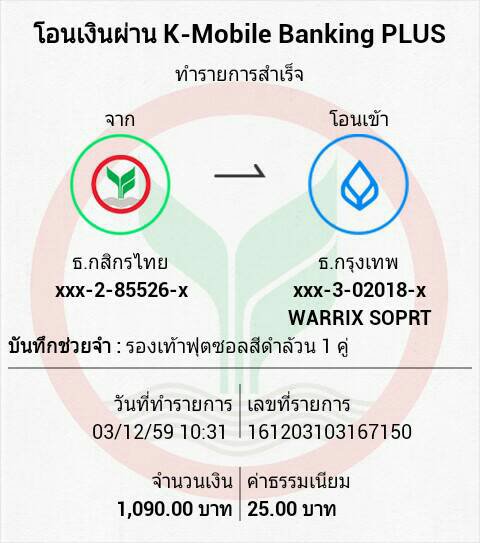 โอนเงินผ่าน K-Mobile Banking PLUS
ทำรายการสำเร็จ
จาก
โอนเข้า
ธ.กสิกรไทย
xxx-2-85526-x
ธ.กรุงเทพ
xxx-3-02018-x
WARRIX SOPRT
บันทึกช่วยจำ : รองเท้าฟุตซอลสีดำล้วน 1 คู่
วันที่ทำรายการ
03/12/59 10:31
เลขที่รายการ
161203103167150
จำนวนเงิน
1,090.00 บาท
ค่าธรรมเนียม
25.00 บาท